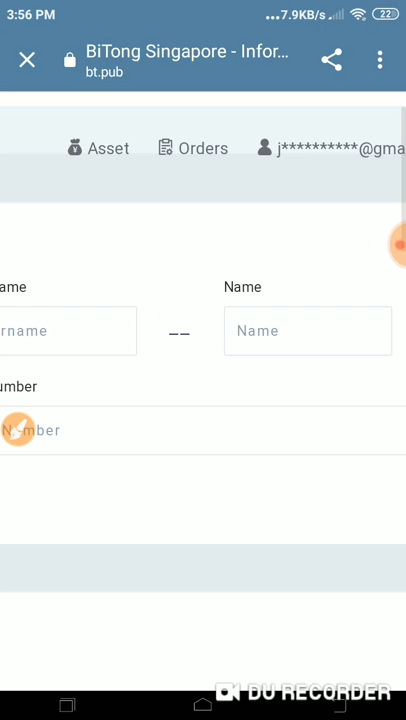 3:56 PM ...7.9KB/s 22
BiTong Singapore - Infor...
bt.pub
Asset Orders j**********@gma
ame Name
rname –– Name
umber
N mber
DU RECORDER